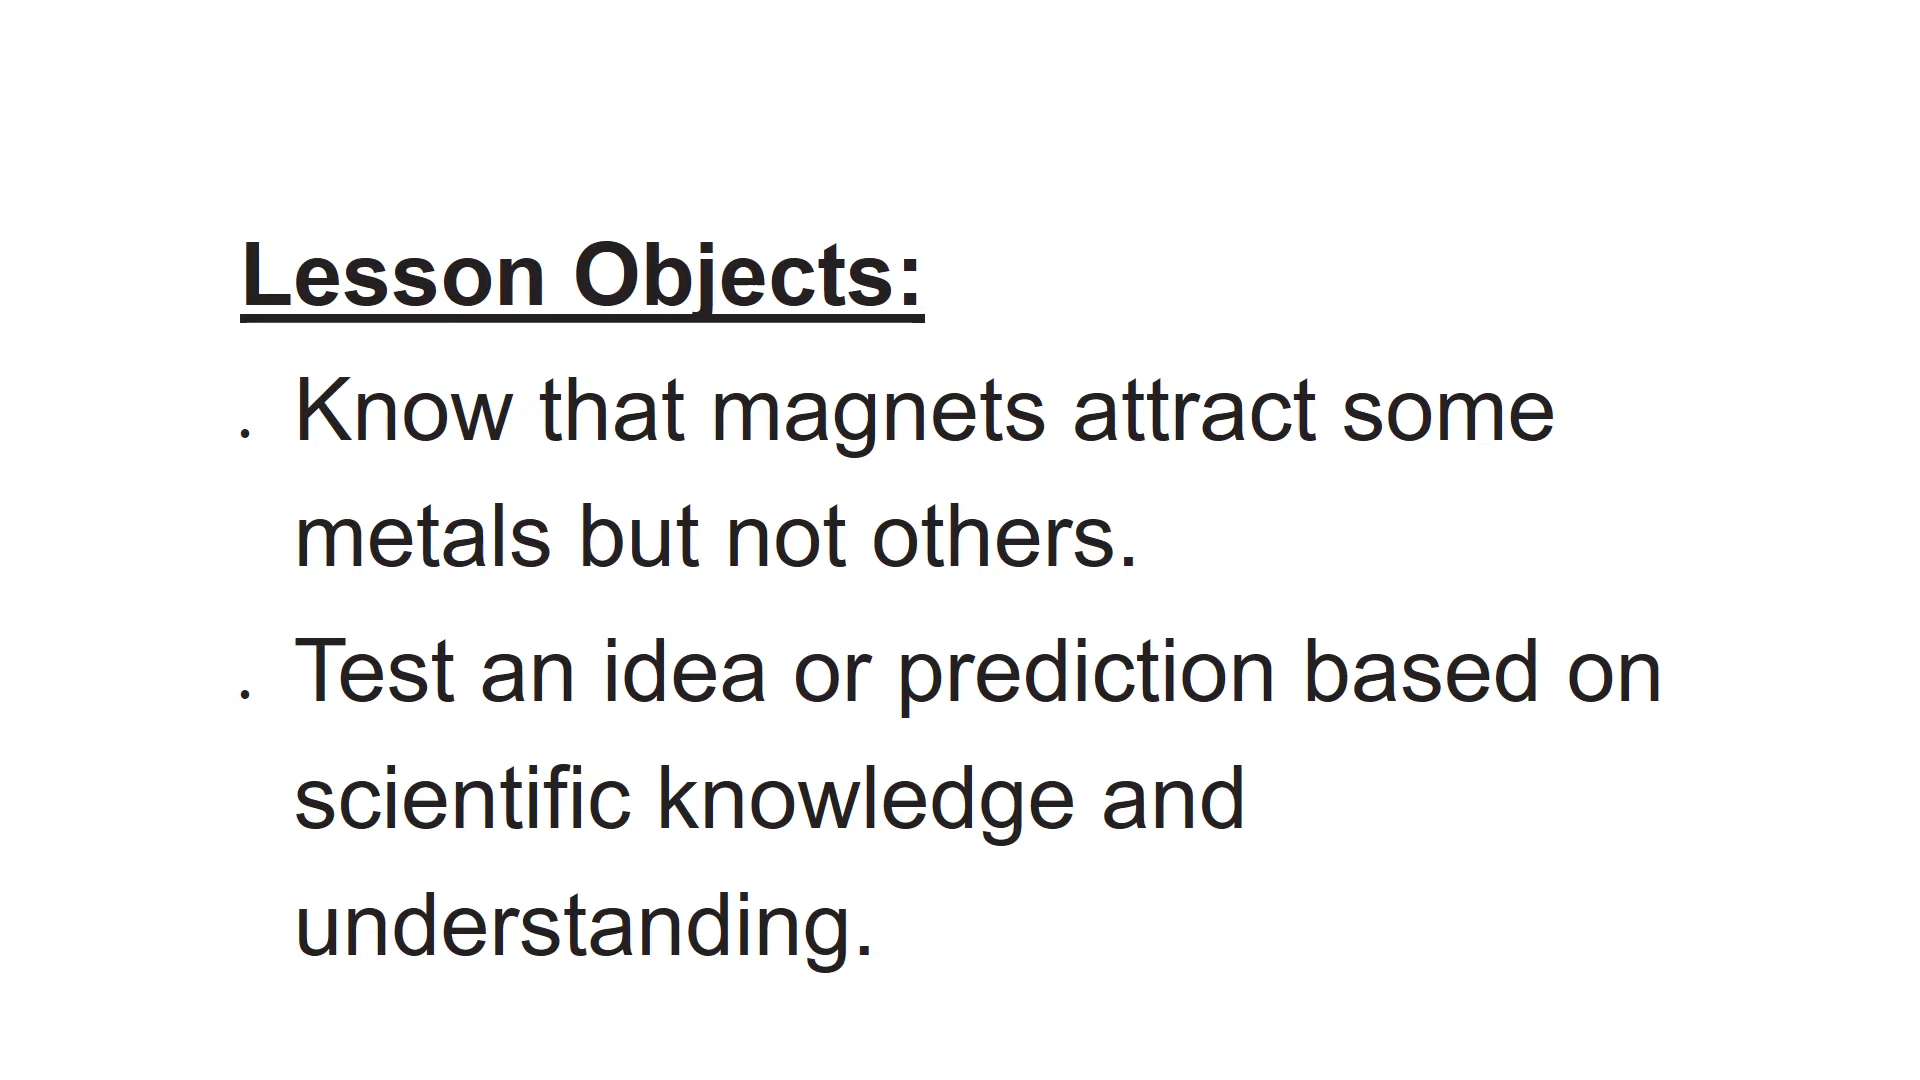 Lesson Objects:
. Know that magnets attract some
metals but not others.
. Test an idea or prediction based on
scientific knowledge and
understanding.